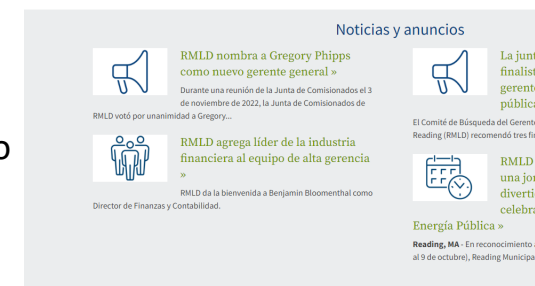 Noticias y anuncios
RMLD nombra a Gregory Phipps
como nuevo gerente general »
Durante una reunión de la Junta de Comisionados el 3
de noviembre de 2022, la Junta de Comisionados de
RMLD votó por unanimidad a Gregory...
RMLD agrega líder de la industria
financiera al equipo de alta gerencia
»
RMLD da la bienvenida a Benjamin Bloomenthal como
Director de Finanzas y Contabilidad.
La junt
finalist
gerent
pública
El Comité de Búsqueda del Gerent
Reading (RMLD) recomendó tres fi
RMLD
una jor
diverti
celebra
Energía Pública »
Reading, MA - En reconocimiento a
al 9 de octubre), Reading Municipa